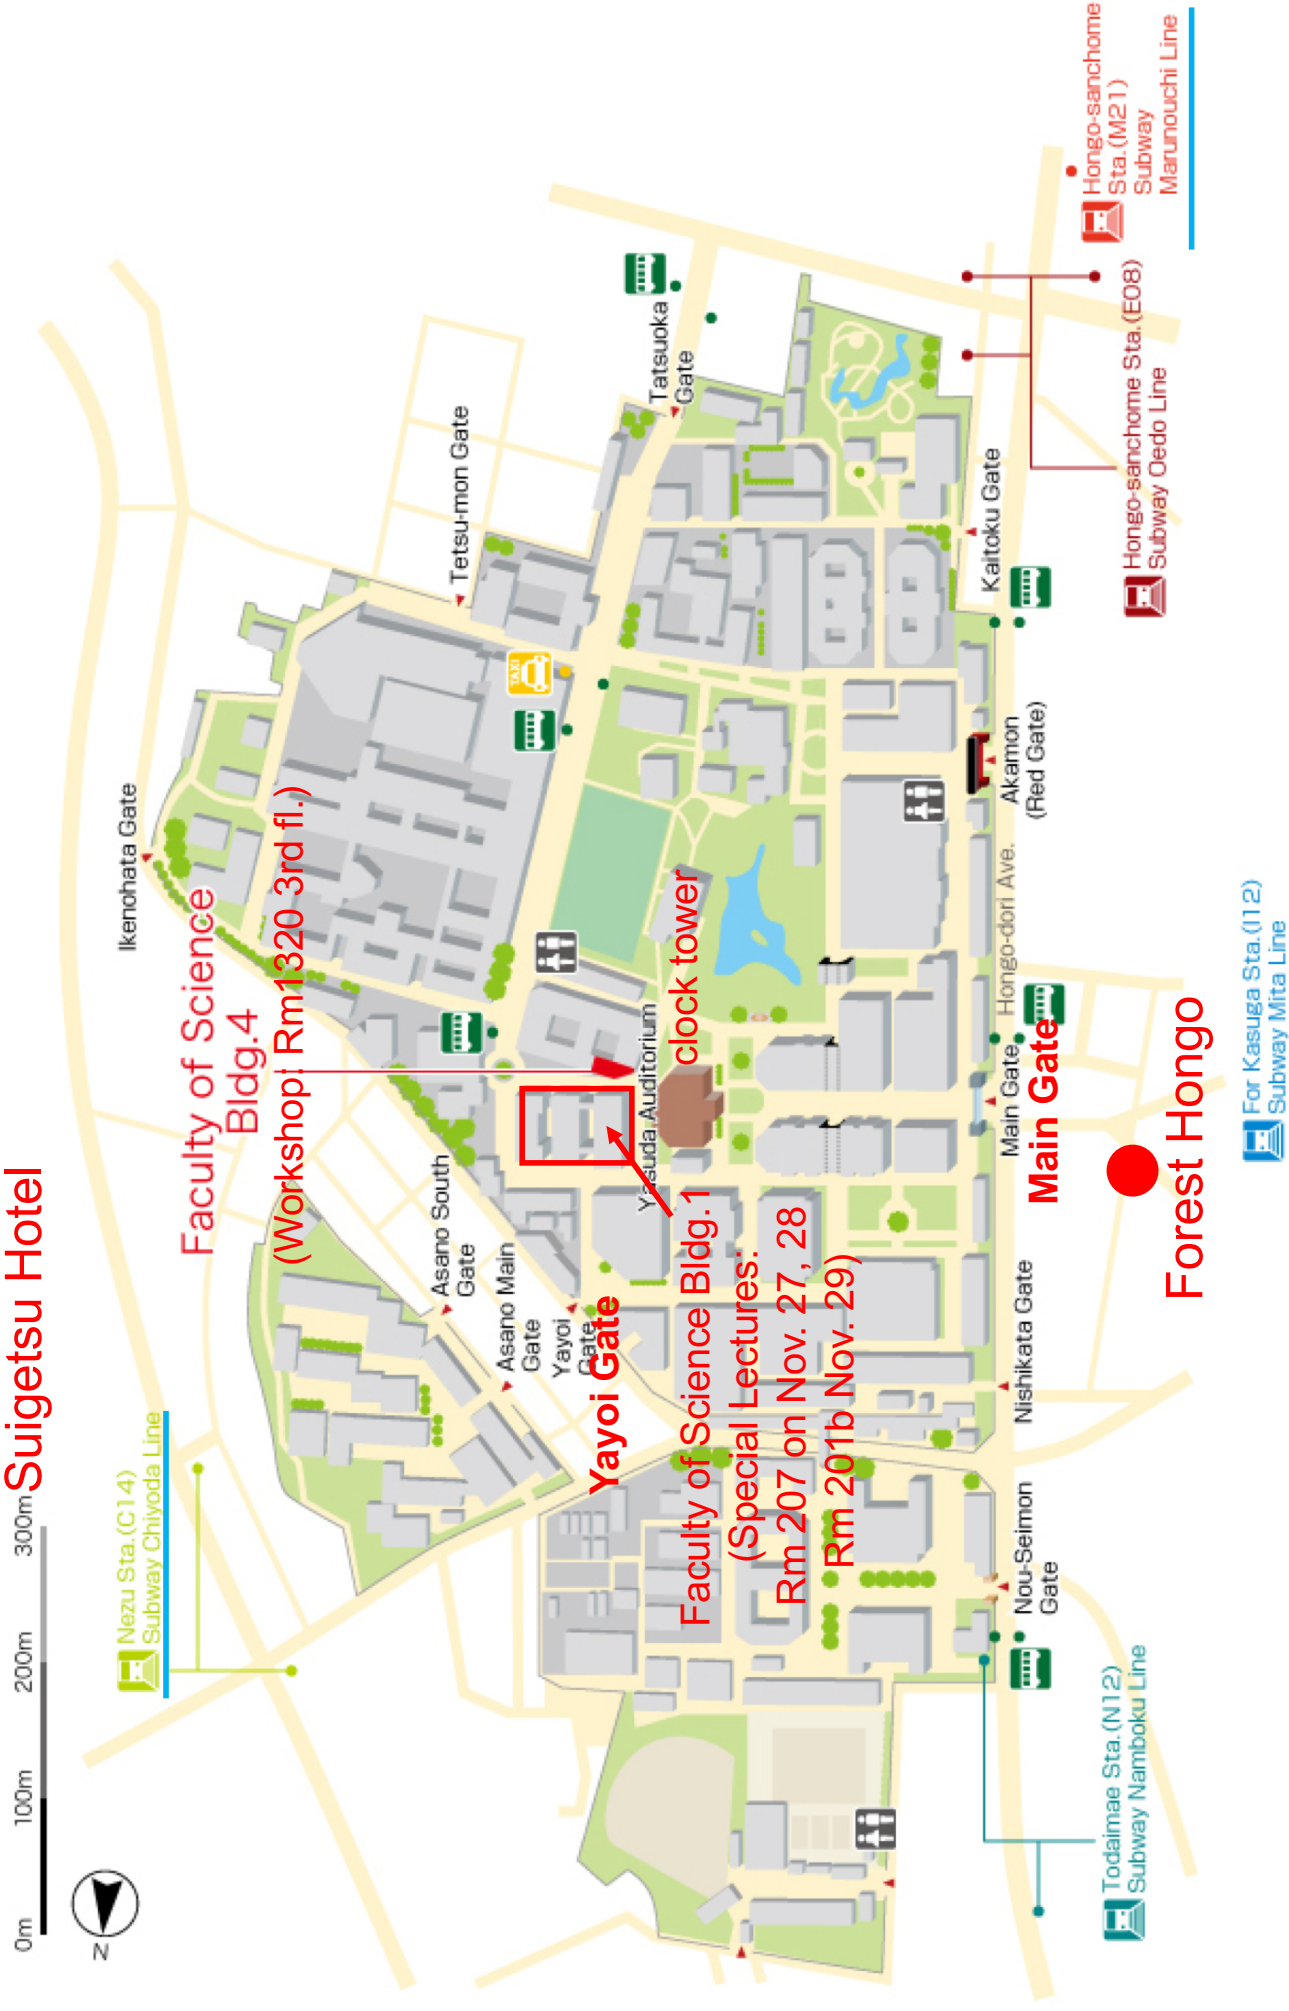 0m 100m 200m 300m
N
Suigetsu Hotel
Nezu Sta.(C14)
Subway Chiyoda Line
Ikenohata Gate
Faculty of Science
Bldg.4
(Workshop: Rm1320 3rd fl.)
Tetsu-mon Gate
Asano South
Gate
Asano Main
Gate
Yayoi
Gate
Yayoi Gate
TAXI
Tatsuoka
Gate
Yasuda Auditorium
clock tower
Faculty of Science Bldg.1
(Special Lectures:
Rm 207 on Nov. 27, 28
Rm 201b Nov. 29)
Kaitoku Gate
Akamon
(Red Gate)
Hongo-dori Ave.
Main Gate
Main Gate
Nishikata Gate
Nou-Seimon
Gate
Hongo-sanchome
Sta.(M21)
Subway
Marunouchi Line
Hongo-sanchome Sta.(E08)
Subway Oedo Line
Todaimae Sta.(N12)
Subway Namboku Line
Forest Hongo
For Kasuga Sta.(I12)
Subway Mita Line